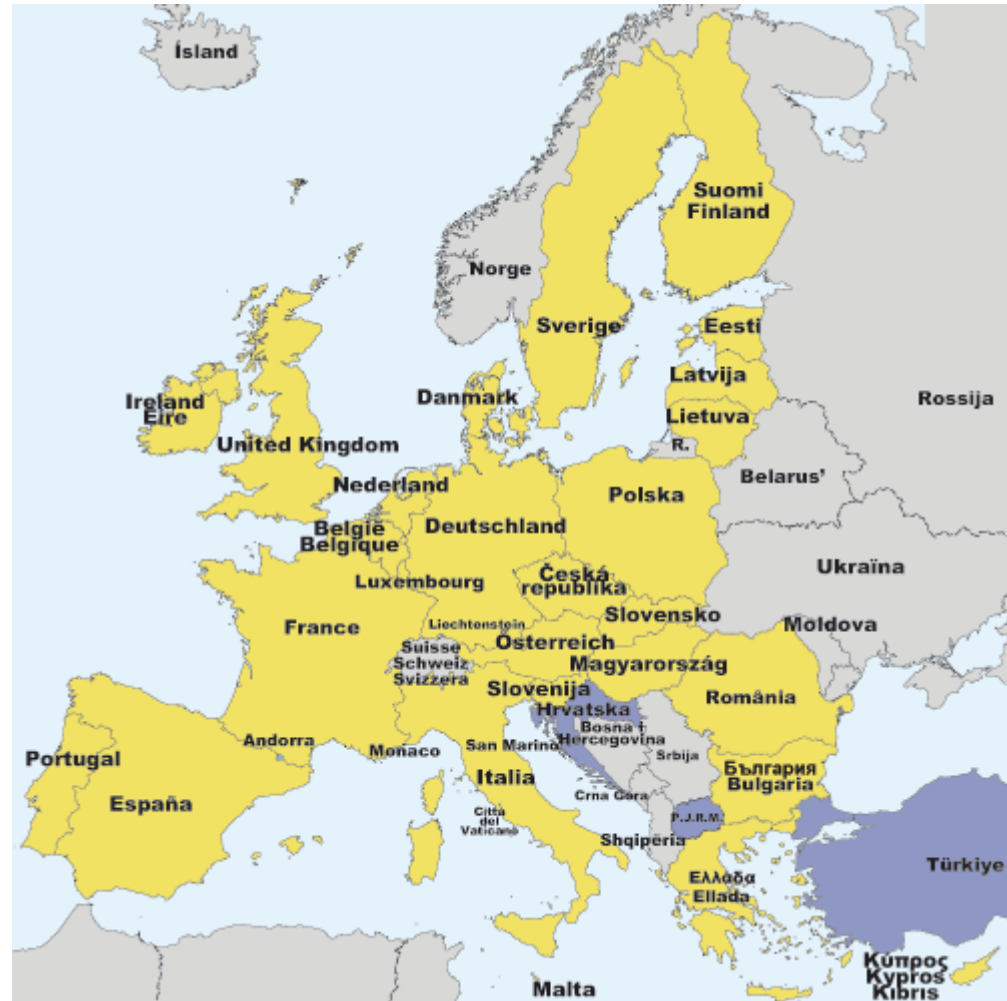 Ísland
Suomi
Finland
Norge
Sverige
Eesti
Latvija
Danmark
Rossija
Ireland
Éire
Lietuva
United Kingdom
R.
Belarus’
Nederland
Polska
België
Belgique
Deutschland
Ukraïna
Česká
republika
Luxembourg
Slovensko
Liechtenstein
France
Moldova
Österreich
Suisse
Schweiz
Svizzera
Magyarország
Slovenija
România
Hrvatska
Bosna i
Hercegovina
Andorra
Monaco
San Marino
Srbija
Portugal
България
Bulgaria
Italia
España
Crna Gora
Città
del
Vaticano
P.J.R.M.
Shqipëria
Türkiye
Ελλάδα
Ellada
Κύπρος
Kypros
Kıbrıs
Malta